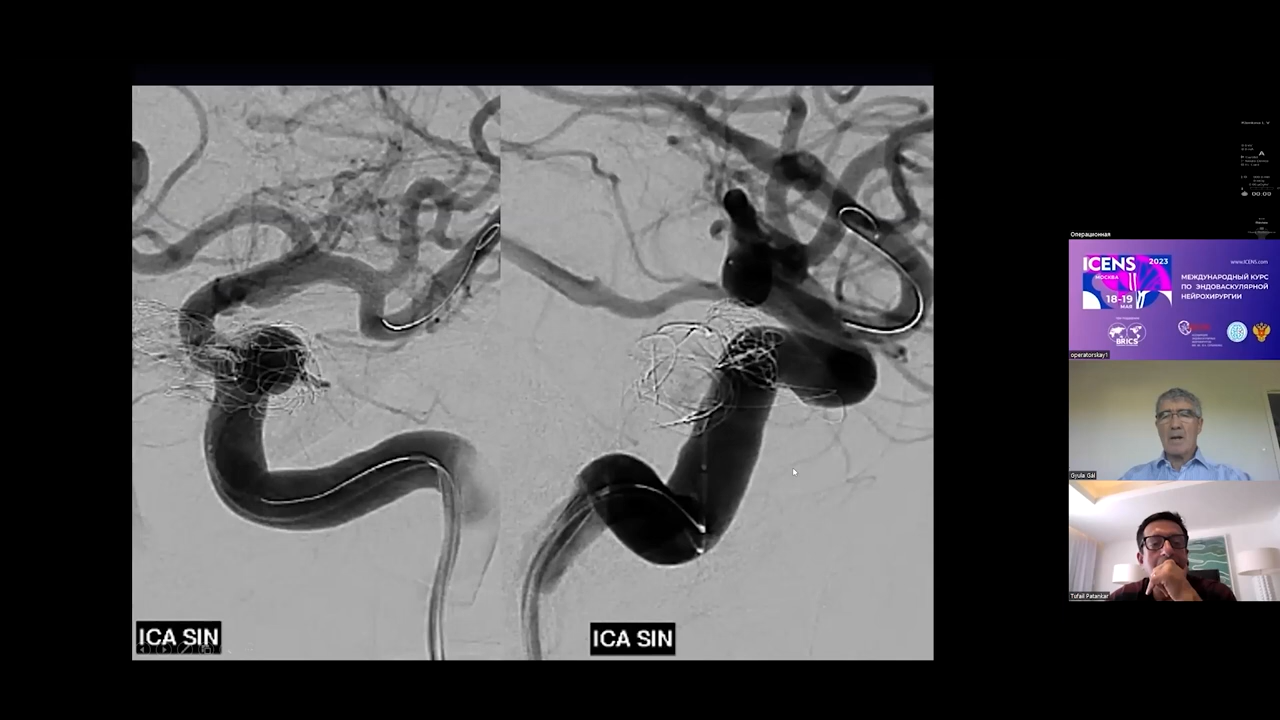 ICA SIN
ICA SIN
Операционная
ICENS
2023
МОСКВА
18-19
МАЯ
www.ICENS.com
МЕЖДУНАРОДНЫЙ КУРС
ПО ЭНДОВАСКУЛЯРНОЙ
НЕЙРОХИРУРГИИ
BRICS
operatorskay1
Gyula Gál
Tufail Patankar